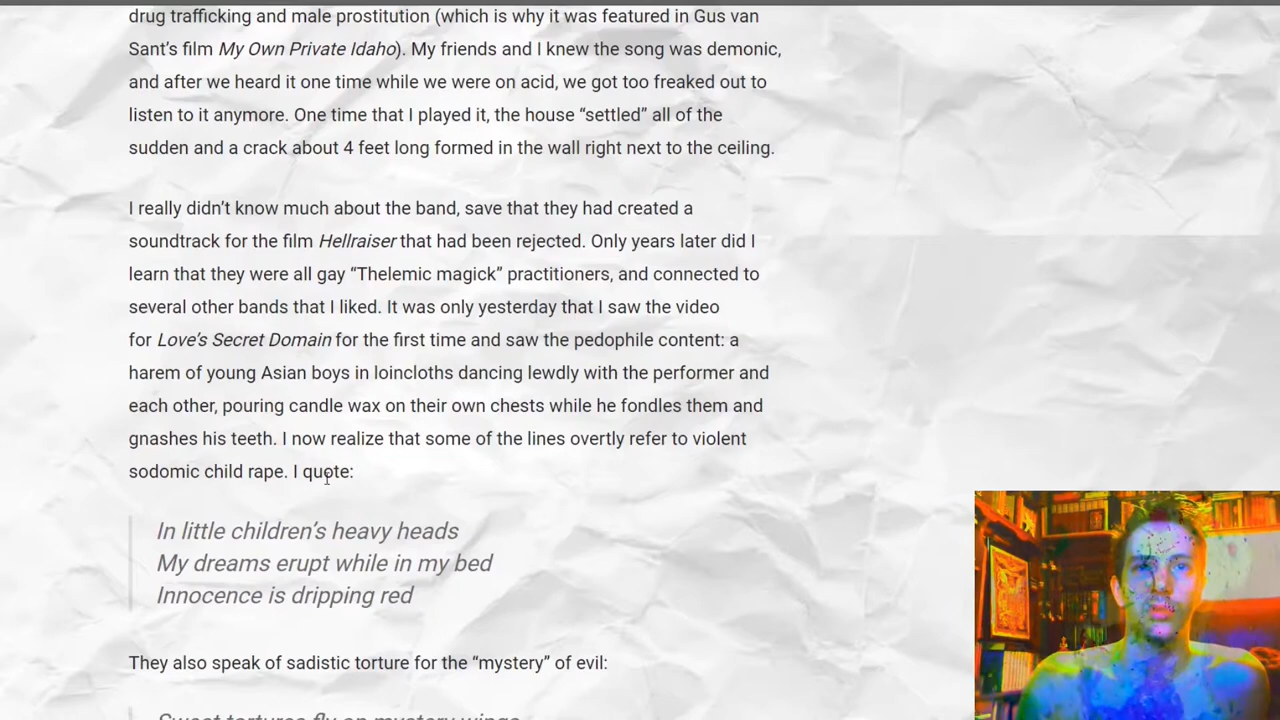 drug trafficking and male prostitution (which is why it was featured in Gus van
Sant’s film My Own Private Idaho). My friends and I knew the song was demonic,
and after we heard it one time while we were on acid, we got too freaked out to
listen to it anymore. One time that I played it, the house “settled” all of the
sudden and a crack about 4 feet long formed in the wall right next to the ceiling.
I really didn’t know much about the band, save that they had created a
soundtrack for the film Hellraiser that had been rejected. Only years later did I
learn that they were all gay “Thelemic magick” practitioners, and connected to
several other bands that I liked. It was only yesterday that I saw the video
for Love’s Secret Domain for the first time and saw the pedophile content: a
harem of young Asian boys in loincloths dancing lewdly with the performer and
each other, pouring candle wax on their own chests while he fondles them and
gnashes his teeth. I now realize that some of the lines overtly refer to violent
sodomic child rape. I quote:
In little children’s heavy heads
My dreams erupt while in my bed
Innocence is dripping red
They also speak of sadistic torture for the “mystery” of evil:
Sweet tortures fly on mystery wings